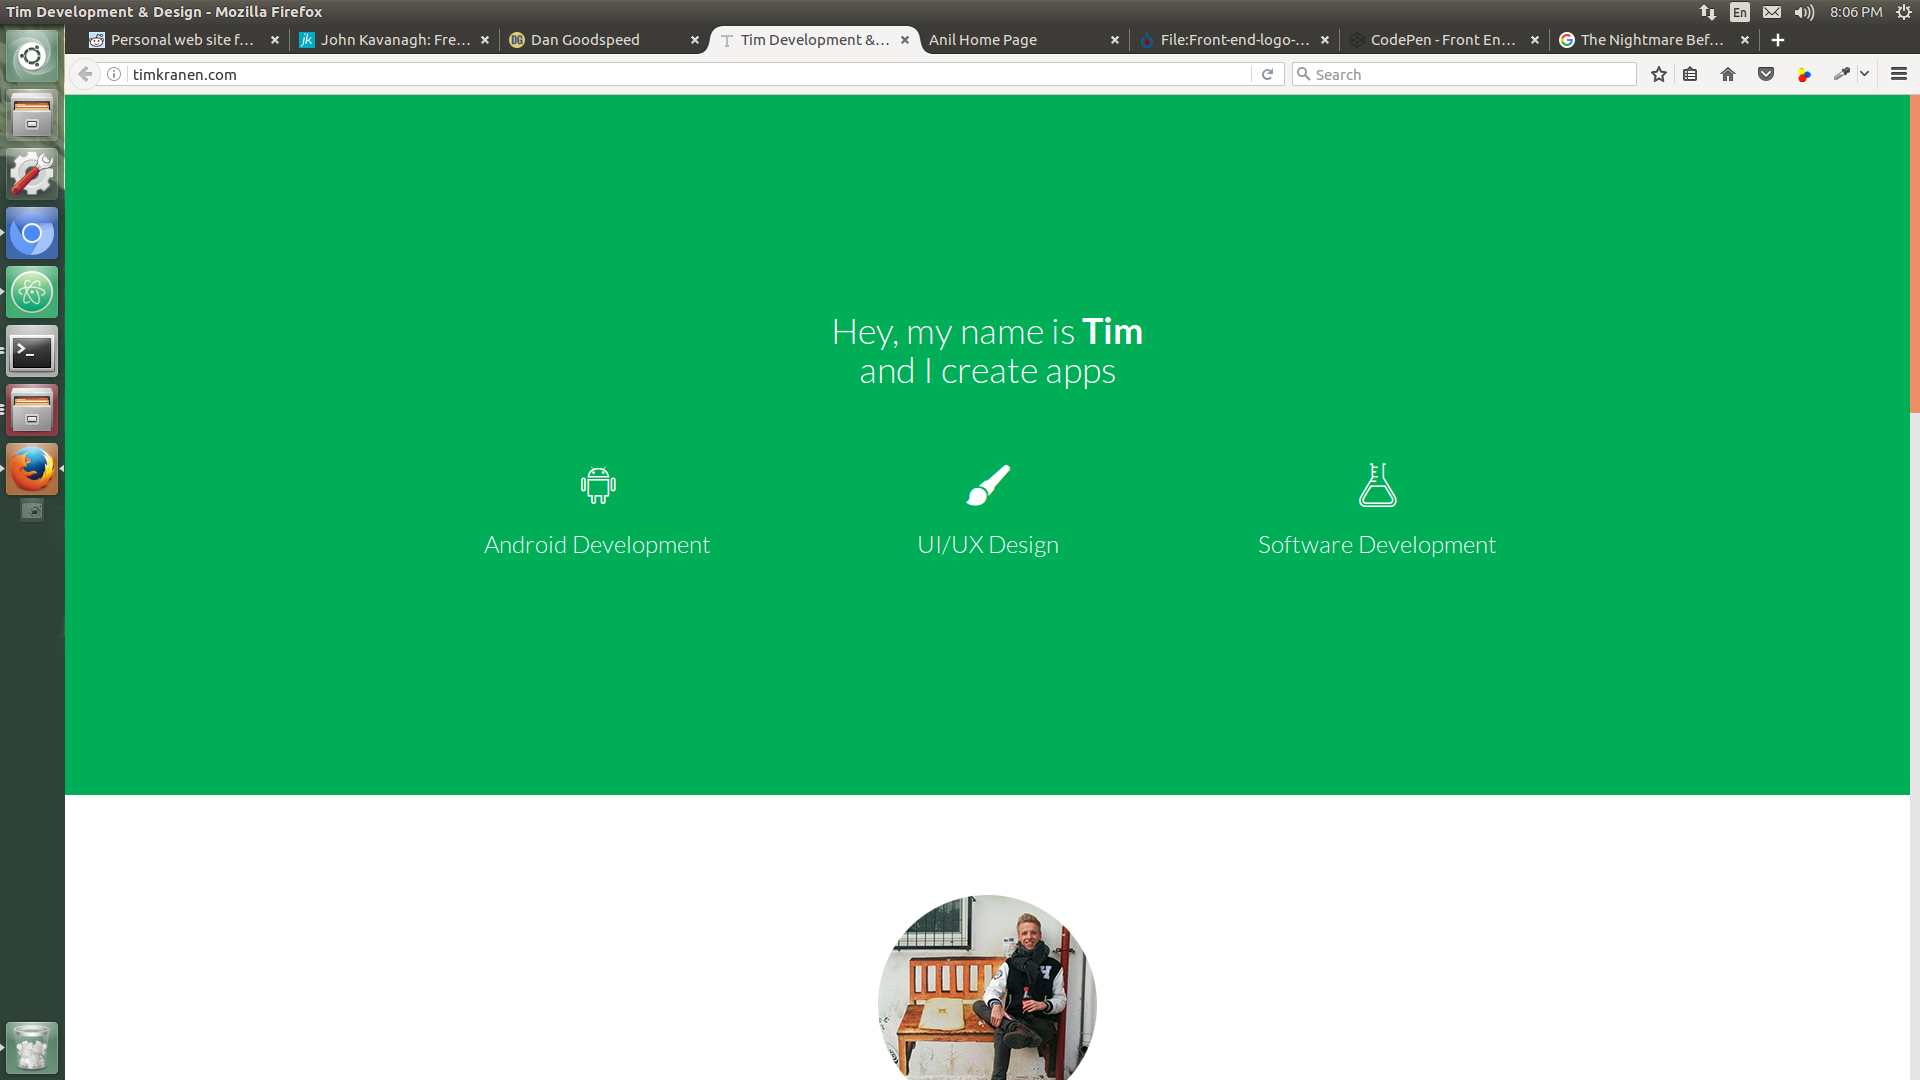 Tim Development & Design - Mozilla Firefox
En
8:06 PM
Personal web site f...
jk
John Kavanagh: Fre...
DG
Dan Goodspeed
T
Tim Development &...
Anil Home Page
File:Front-end-logo-...
CodePen - Front En...
G
The Nightmare Bef...
timkranen.com
Search
Hey, my name is Tim
and I create apps
Android Development
UI/UX Design
Software Development
H